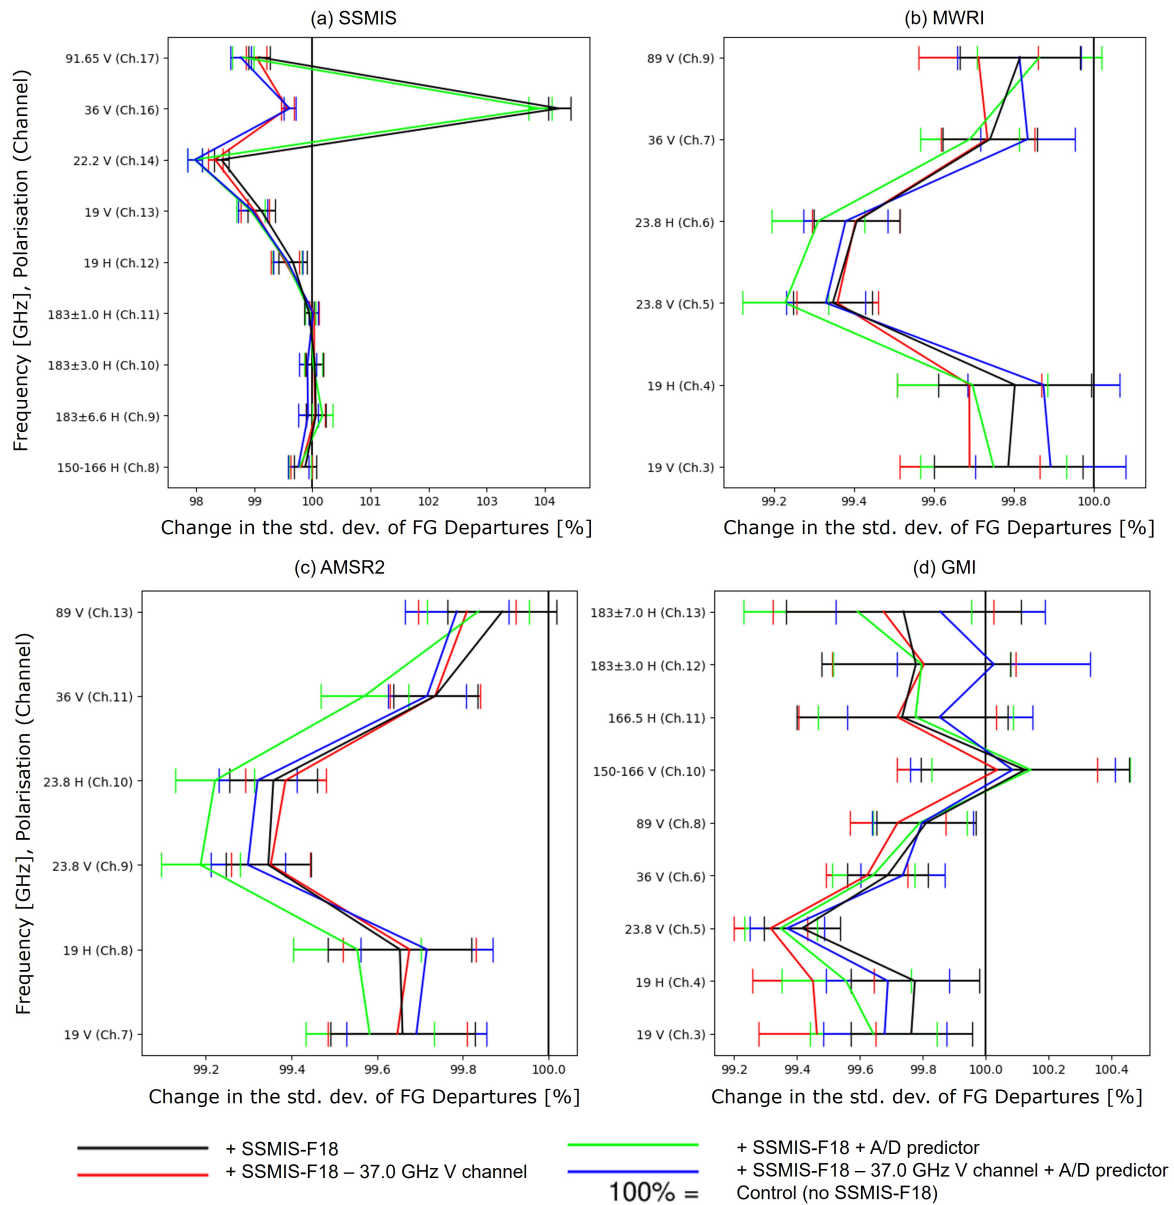 (a) SSMIS
Frequency [GHz], Polarisation (Channel)
91.65 V (Ch.17)
36 V (Ch.16)
22.2 V (Ch.14)
19 V (Ch.13)
19 H (Ch.12)
183±1.0 H (Ch.11)
183±3.0 H (Ch.10)
183±6.6 H (Ch.9)
150-166 H (Ch.8)
98 99 100 101 102 103 104
Change in the std. dev. of FG Departures [%]
(b) MWRI
89 V (Ch.9)
36 V (Ch.7)
23.8 H (Ch.6)
23.8 V (Ch.5)
19 H (Ch.4)
19 V (Ch.3)
99.2 99.4 99.6 99.8 100.0
Change in the std. dev. of FG Departures [%]
(c) AMSR2
Frequency [GHz], Polarisation (Channel)
89 V (Ch.13)
36 V (Ch.11)
23.8 H (Ch.10)
23.8 V (Ch.9)
19 H (Ch.8)
19 V (Ch.7)
99.2 99.4 99.6 99.8 100.0
Change in the std. dev. of FG Departures [%]
(d) GMI
183±7.0 H (Ch.13)
183±3.0 H (Ch.12)
166.5 H (Ch.11)
150-166 V (Ch.10)
89 V (Ch.8)
36 V (Ch.6)
23.8 V (Ch.5)
19 H (Ch.4)
19 V (Ch.3)
99.2 99.4 99.6 99.8 100.0 100.2 100.4
Change in the std. dev. of FG Departures [%]
+ SSMIS-F18
+ SSMIS-F18 – 37.0 GHz V channel
+ SSMIS-F18 + A/D predictor
+ SSMIS-F18 – 37.0 GHz V channel + A/D predictor
100% = Control (no SSMIS-F18)